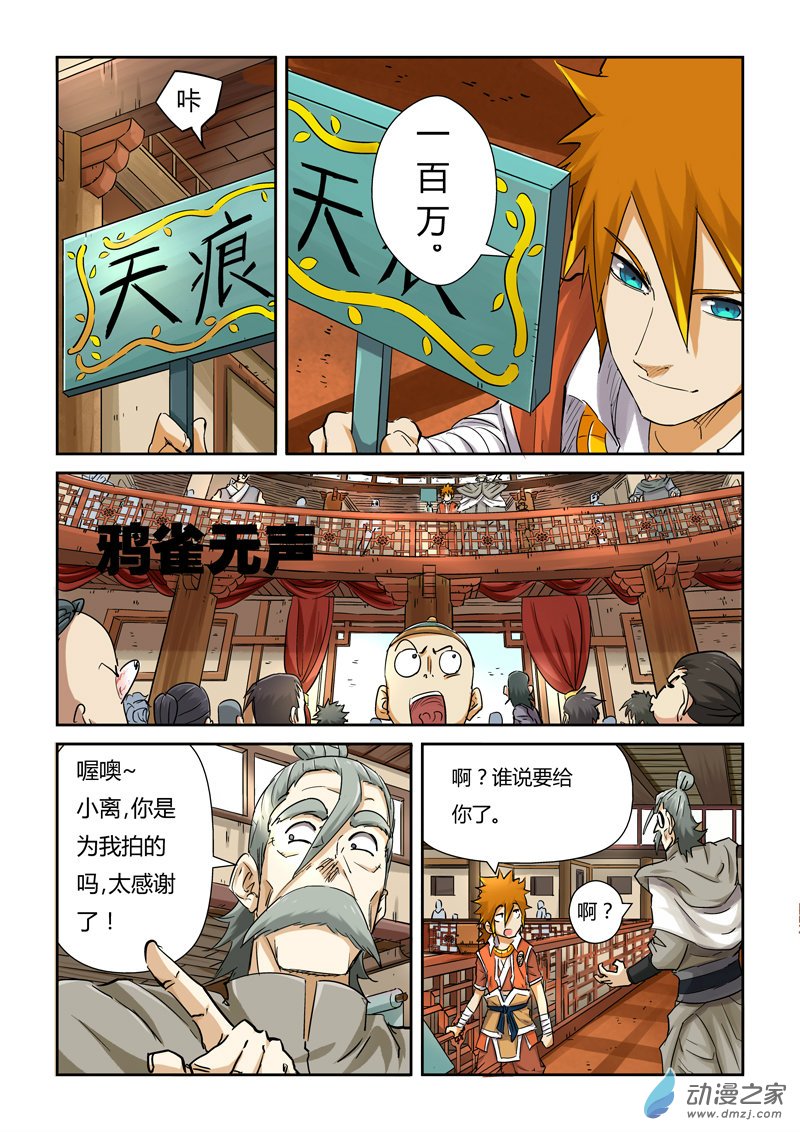 咔
天痕
一百万。
天
鸦雀无声
喔噢~
小离,你是
为我拍的
吗,太感谢
了!
啊?谁说要给
你了。
啊?
动漫之家
www.dmzj.com